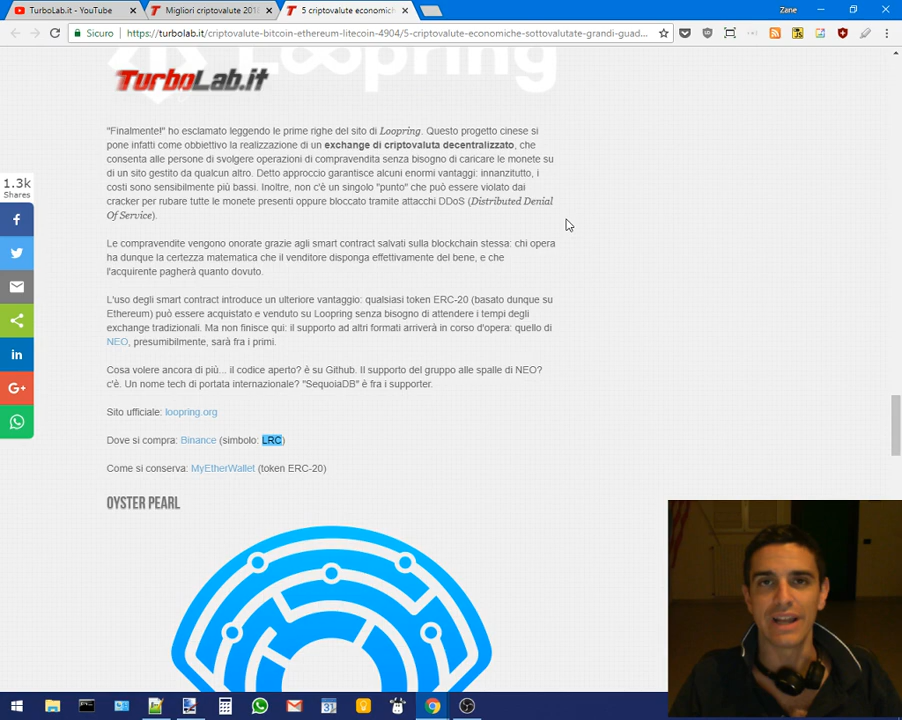 TurboLab.it - YouTube
Migliori criptovalute 2018
5 criptovalute economich
Zane
Sicuro
https://turbolab.it/criptovalute-bitcoin-ethereum-litecoin-4904/5-criptovalute-economiche-sottovalutate-grandi-guad...
Loopring
TurboLab.it
"Finalmente!" ho esclamato leggendo le prime righe del sito di Loopring. Questo progetto cinese si
pone infatti come obbiettivo la realizzazione di un exchange di criptovaluta decentralizzato, che
consenta alle persone di svolgere operazioni di compravendita senza bisogno di caricare le monete su
di un sito gestito da qualcun altro. Detto approccio garantisce alcuni enormi vantaggi: innanzitutto, i
costi sono sensibilmente più bassi. Inoltre, non c'è un singolo "punto" che può essere violato dai
cracker per rubare tutte le monete presenti oppure bloccato tramite attacchi DDoS (Distributed Denial
Of Service).
Le compravendite vengono onorate grazie agli smart contract salvati sulla blockchain stessa: chi opera
ha dunque la certezza matematica che il venditore disponga effettivamente del bene, e che
l'acquirente pagherà quanto dovuto.
L'uso degli smart contract introduce un ulteriore vantaggio: qualsiasi token ERC-20 (basato dunque su
Ethereum) può essere acquistato e venduto su Loopring senza bisogno di attendere i tempi degli
exchange tradizionali. Ma non finisce qui: il supporto ad altri formati arriverà in corso d'opera: quello di
NEO, presumibilmente, sarà fra i primi.
Cosa volere ancora di più... il codice aperto? è su Github. Il supporto del gruppo alle spalle di NEO?
c'è. Un nome tech di portata internazionale? "SequoiaDB" è fra i supporter.
Sito ufficiale: loopring.org
Dove si compra: Binance (simbolo: LRC)
Come si conserva: MyEtherWallet (token ERC-20)
OYSTER PEARL
1.3k
Shares